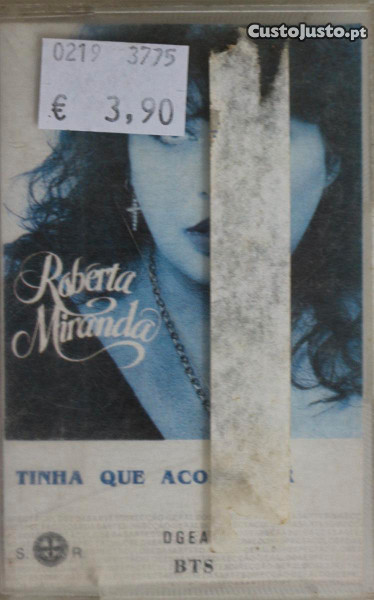 CustoJusto.pt
0219 3775
€ 3,90
Roberta
Miranda
TINHA QUE ACO R
S R
DGEA
BTS